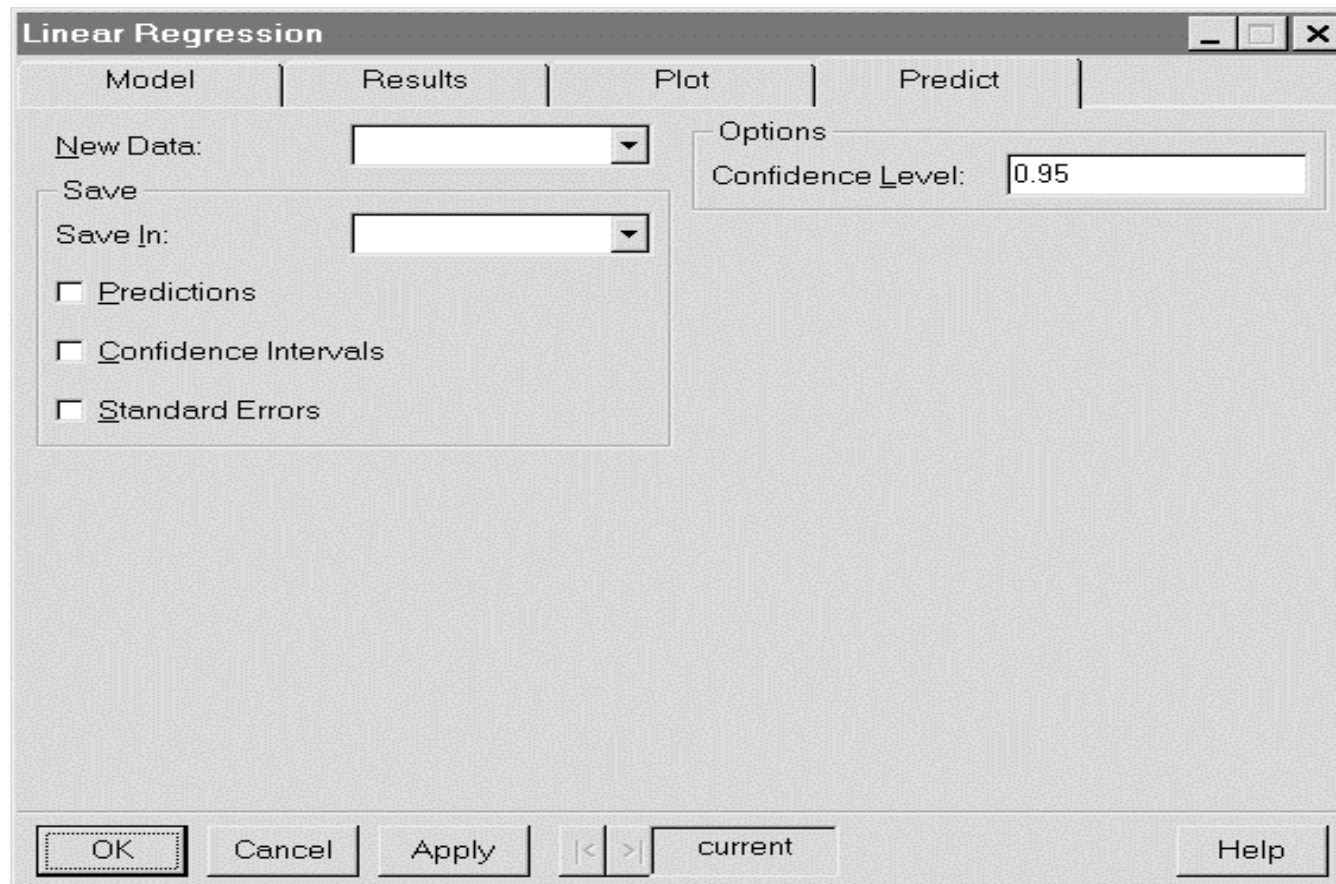 Linear Regression
Model Results Plot Predict
New Data:
Save
Save In:
Predictions
Confidence Intervals
Standard Errors
Options
Confidence Level: 0.95
OK Cancel Apply |< >| current Help